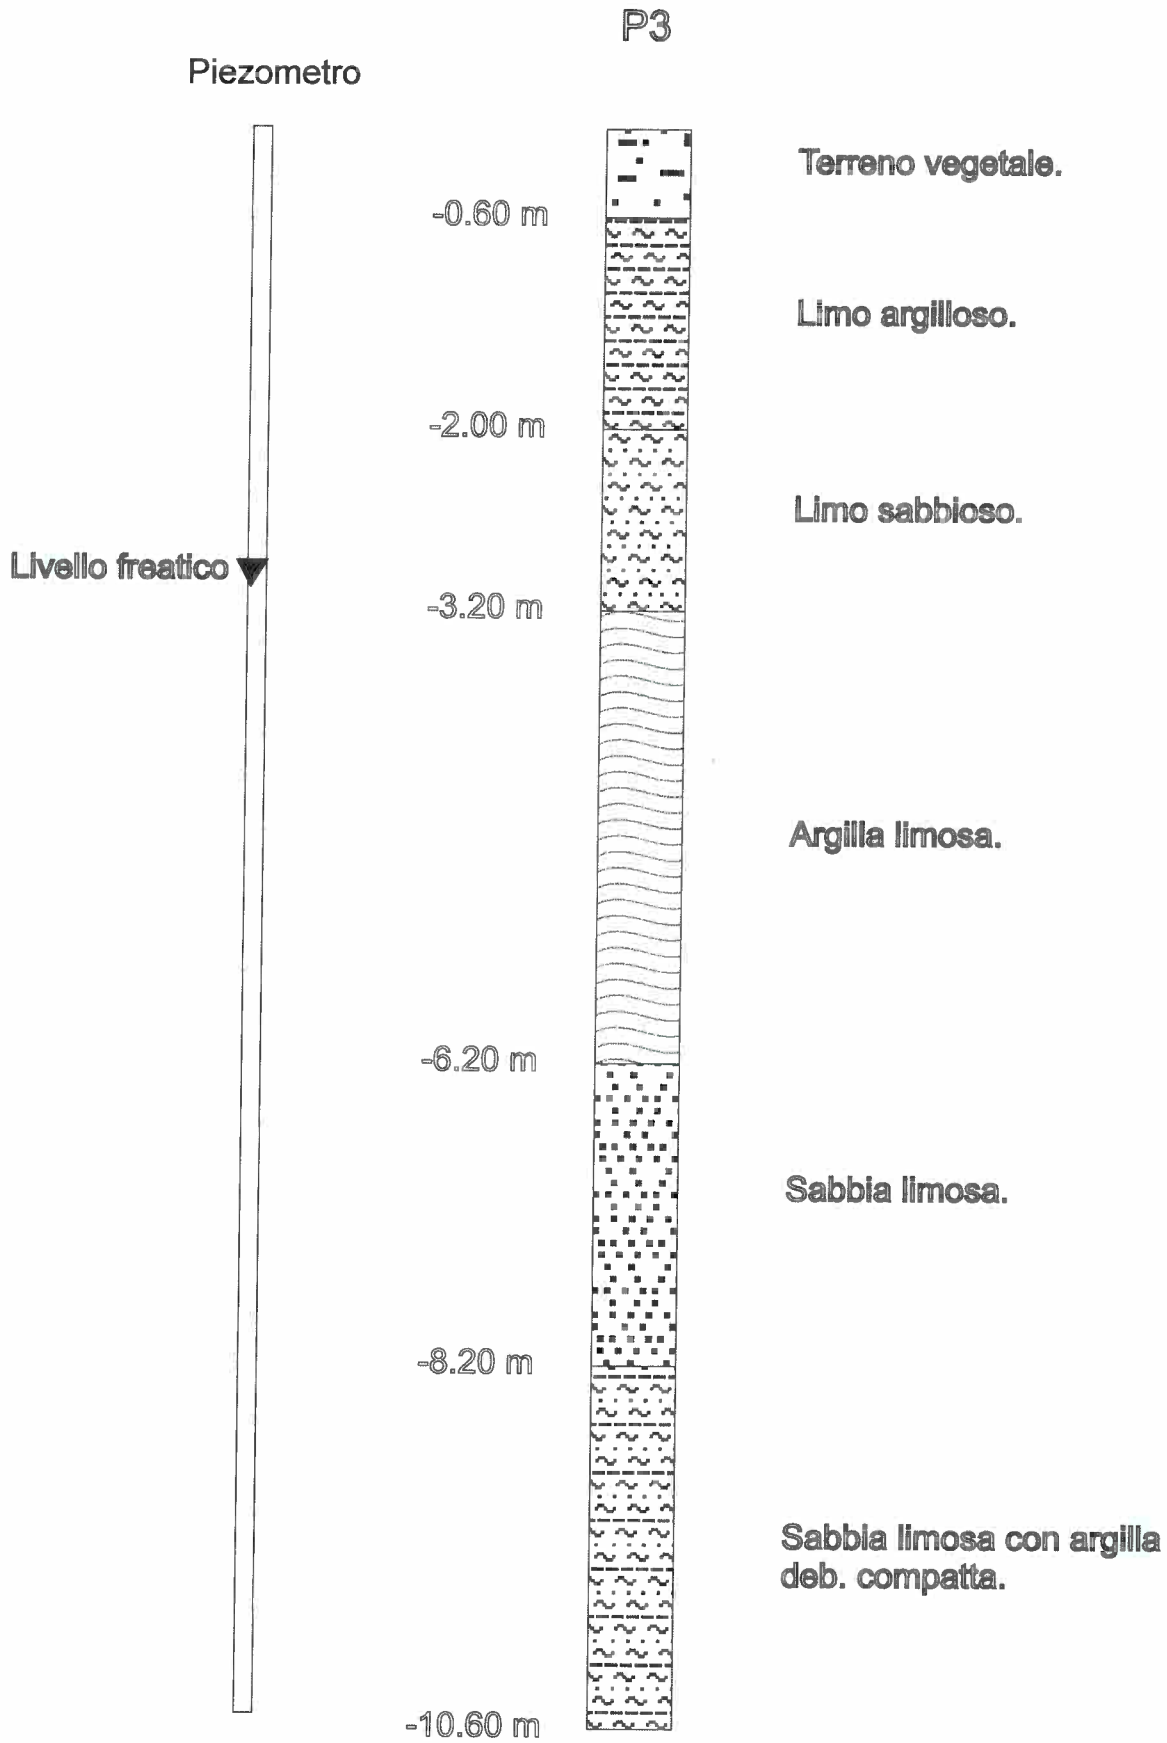 P3
Piezometro
Terreno vegetale.
-0.60 m
Limo argilloso.
-2.00 m
Limo sabbioso.
Livello freatico
-3.20 m
Argilla limosa.
-6.20 m
Sabbia limosa.
-8.20 m
Sabbia limosa con argilla
deb. compatta.
-10.60 m